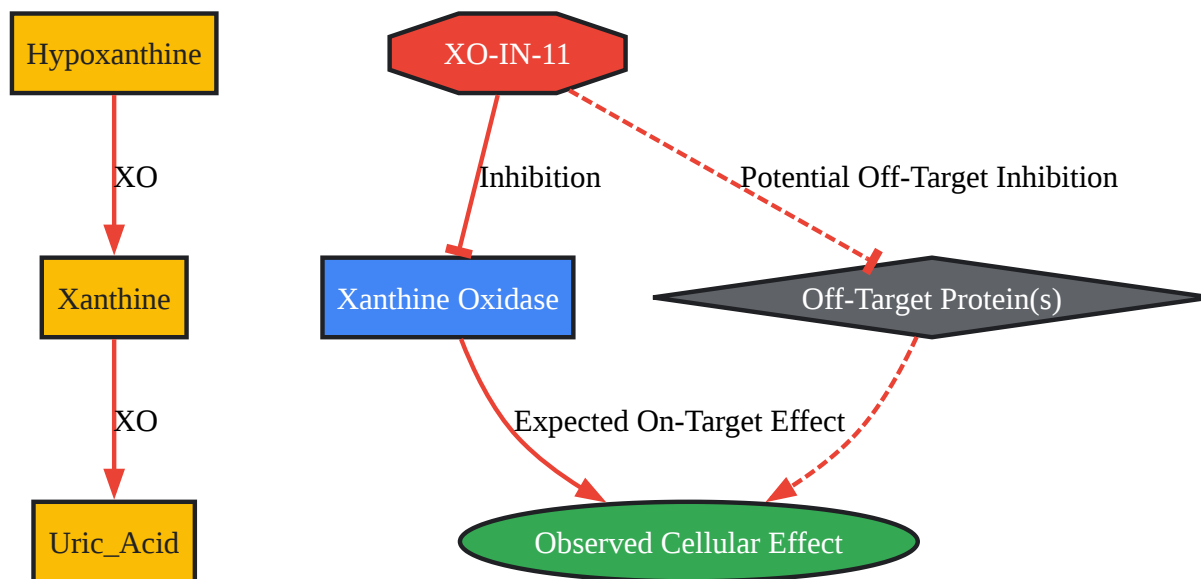 Hypoxanthine
XO-IN-11
XO
Inhibition
Potential Off-Target Inhibition
Xanthine
Xanthine Oxidase
Off-Target Protein(s)
XO
Expected On-Target Effect
Uric_Acid
Observed Cellular Effect